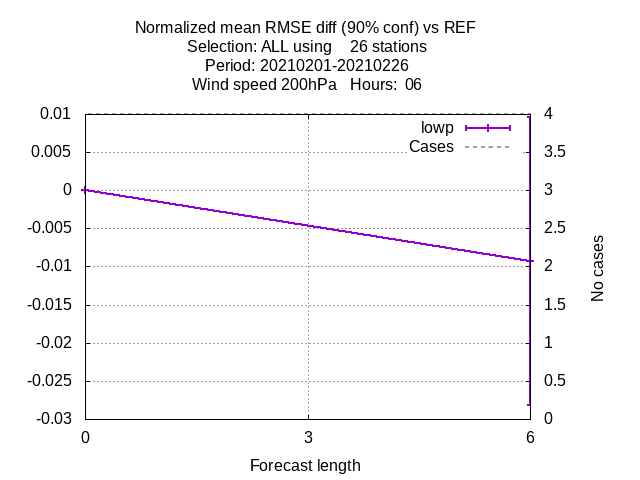 Normalized mean RMSE diff (90% conf) vs REF
Selection: ALL using    26 stations
Period: 20210201-20210226
Wind speed 200hPa   Hours:  06
lowp
Cases
0.01
0.005
0
-0.005
-0.01
-0.015
-0.02
-0.025
-0.03
4
3.5
3
2.5
2
1.5
1
0.5
0
No cases
0 3 6
Forecast length